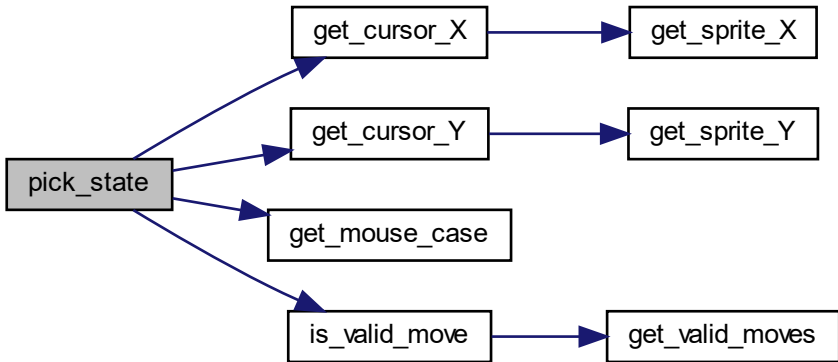 get_cursor_X
get_sprite_X
get_cursor_Y
get_sprite_Y
pick_state
get_mouse_case
is_valid_move
get_valid_moves